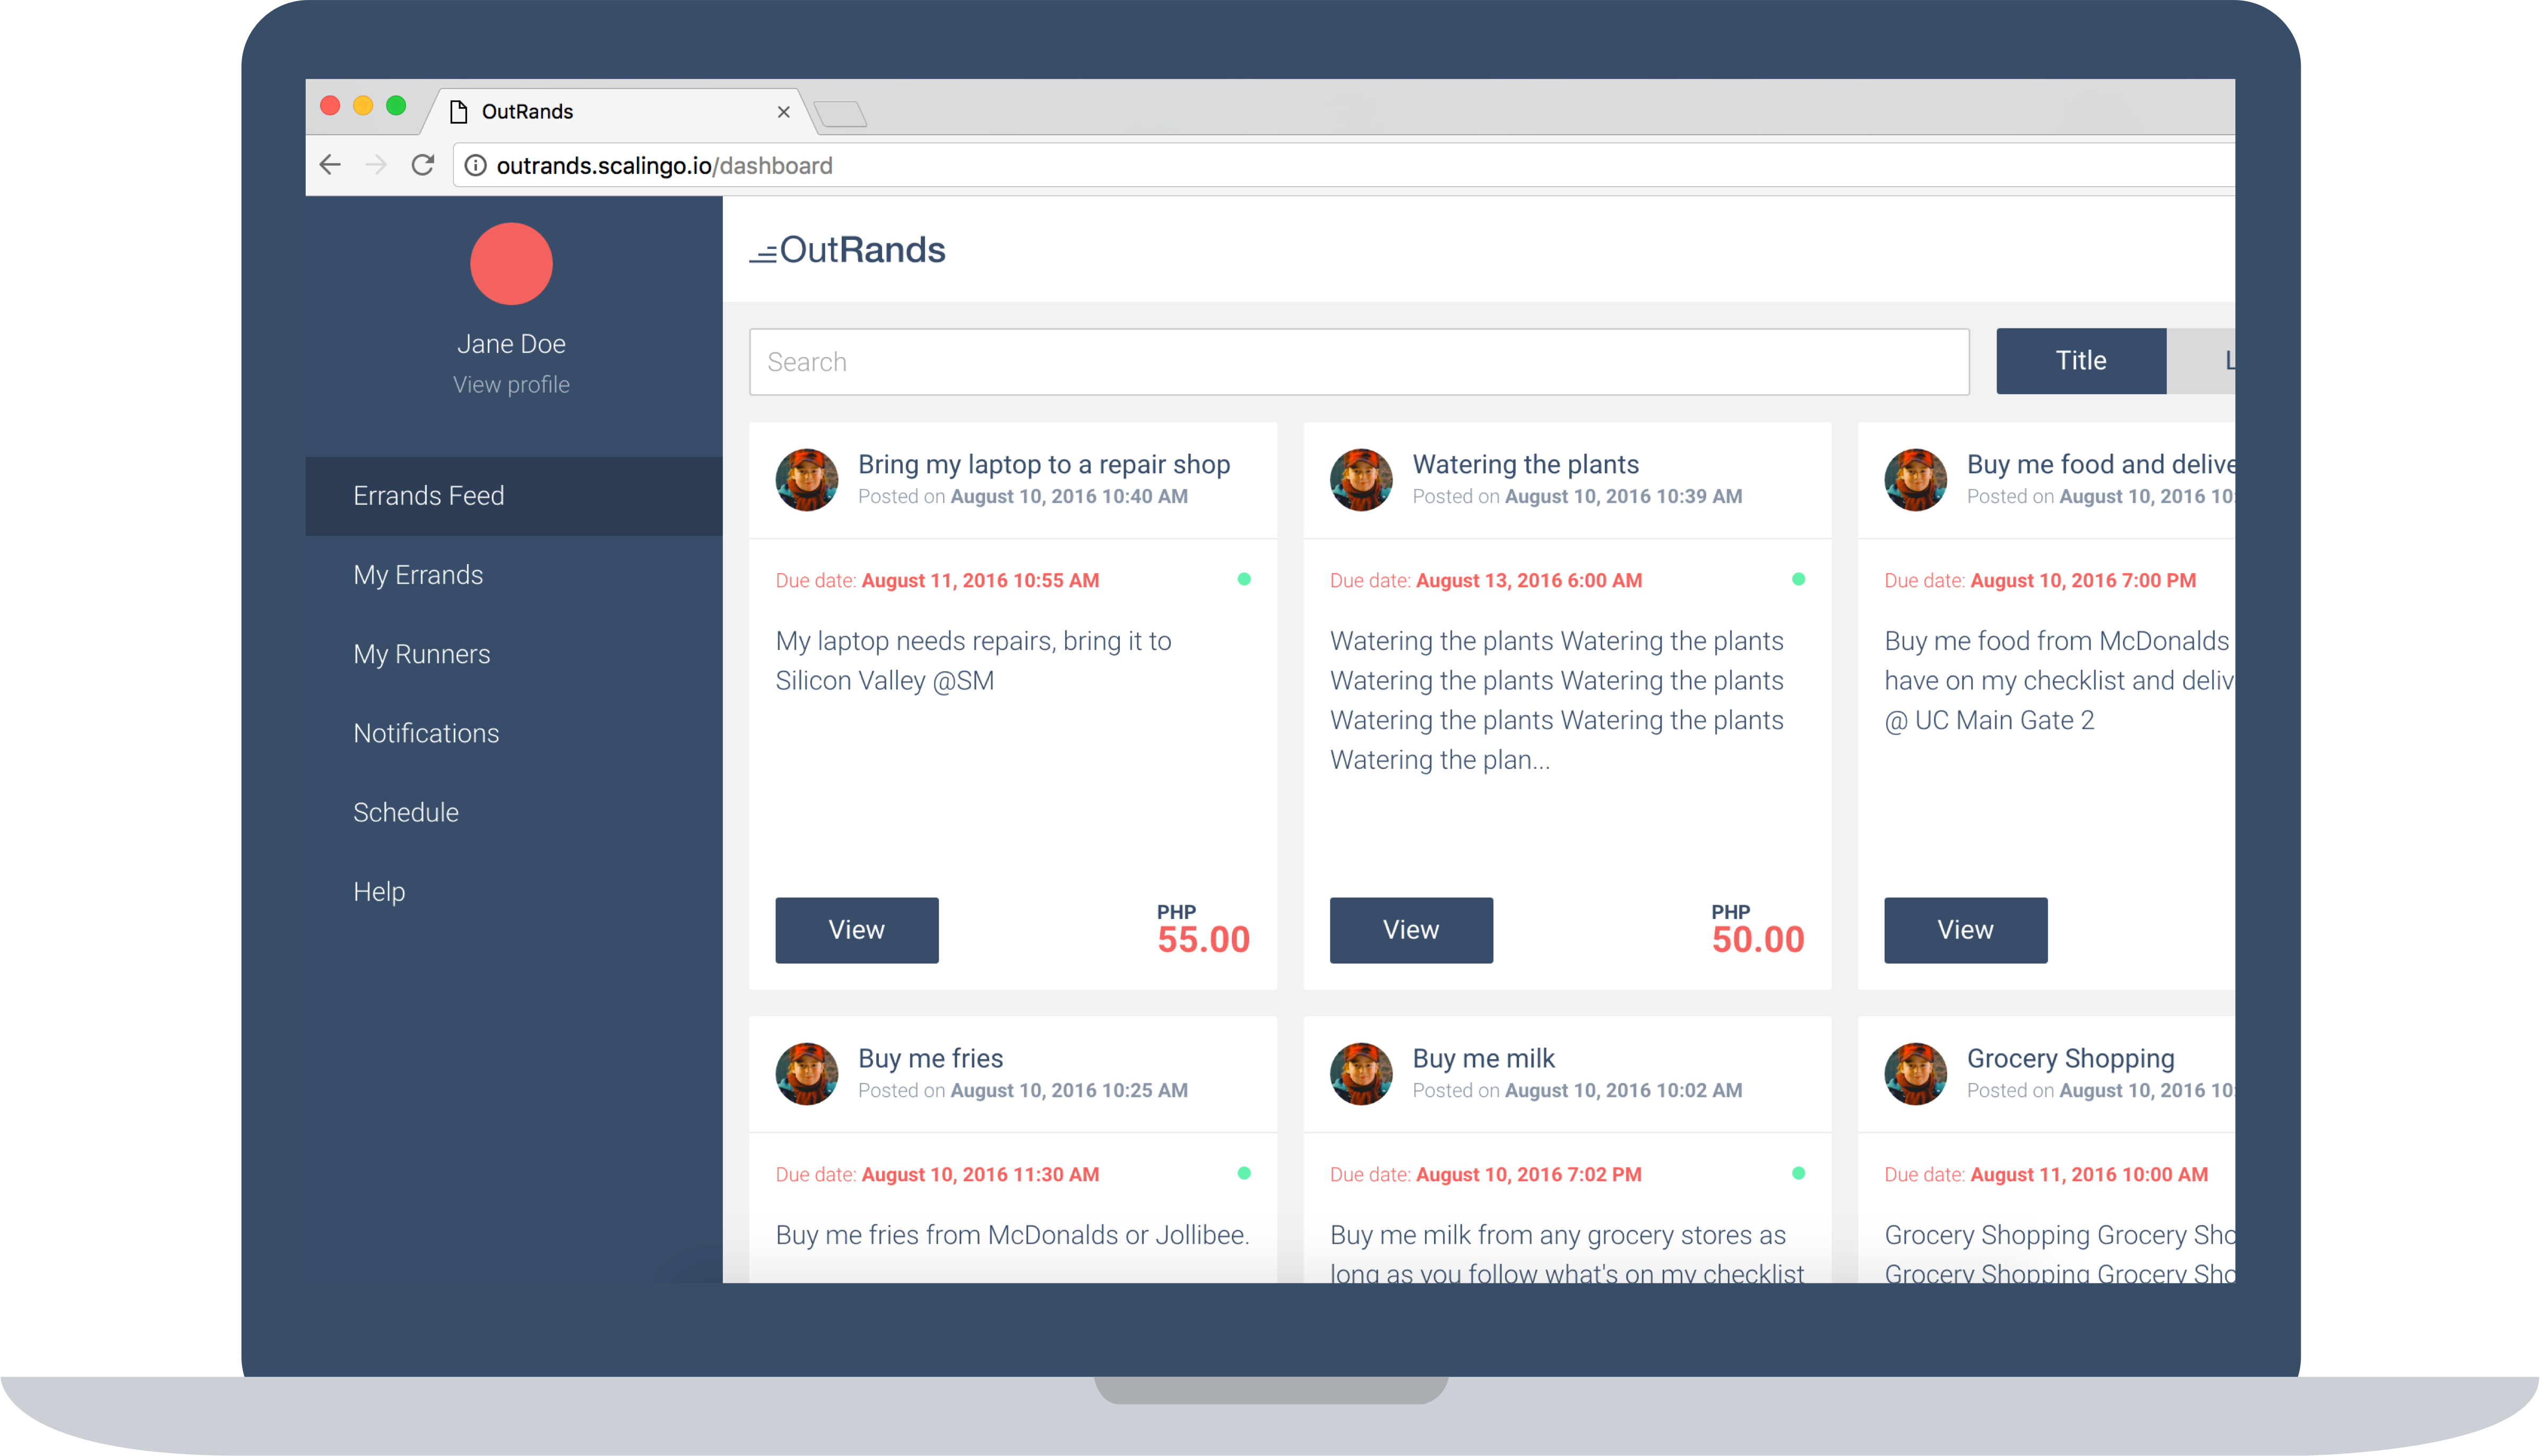 OutRands
outrands.scalingo.io/dashboard
Jane Doe
View profile
Errands Feed
My Errands
My Runners
Notifications
Schedule
Help
OutRands
Search
Title
L
Bring my laptop to a repair shop
Posted on August 10, 2016 10:40 AM
Due date: August 11, 2016 10:55 AM
My laptop needs repairs, bring it to
Silicon Valley @SM
View
PHP
55.00
Watering the plants
Posted on August 10, 2016 10:39 AM
Due date: August 13, 2016 6:00 AM
Watering the plants Watering the plants
Watering the plants Watering the plants
Watering the plants Watering the plants
Watering the plan...
View
PHP
50.00
Buy me food and delive
Posted on August 10, 2016 10:
Due date: August 10, 2016 7:00 PM
Buy me food from McDonalds
have on my checklist and deliv
@ UC Main Gate 2
View
Buy me fries
Posted on August 10, 2016 10:25 AM
Due date: August 10, 2016 11:30 AM
Buy me fries from McDonalds or Jollibee.
Buy me milk
Posted on August 10, 2016 10:02 AM
Due date: August 10, 2016 7:02 PM
Buy me milk from any grocery stores as
long as you follow what's on my checklist
Grocery Shopping
Posted on August 10, 2016 10:
Due date: August 11, 2016 10:00 AM
Grocery Shopping Grocery Sho
Grocery Shopping Grocery Sho